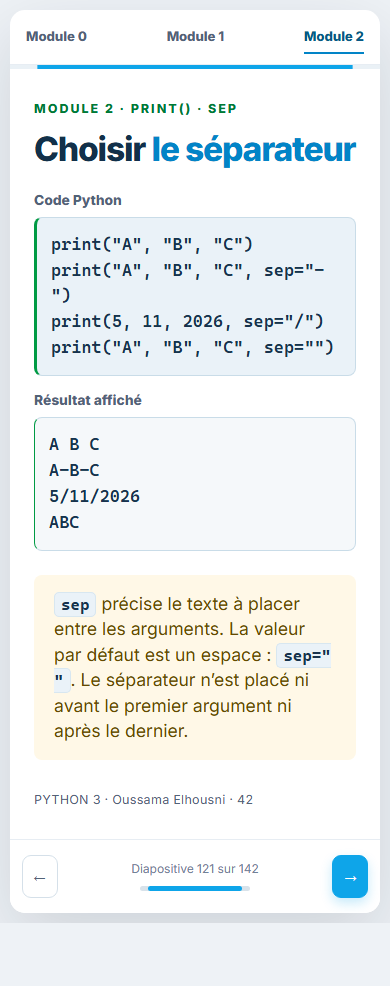 Module 0 Module 1 Module 2
MODULE 2 · PRINT() · SEP
Choisir le séparateur
Code Python
print("A", "B", "C")
print("A", "B", "C", sep="-
")
print(5, 11, 2026, sep="/")
print("A", "B", "C", sep="")
Résultat affiché
A B C
A-B-C
5/11/2026
ABC
sep précise le texte à placer
entre les arguments. La valeur
par défaut est un espace : sep="
". Le séparateur n’est placé ni
avant le premier argument ni
après le dernier.
PYTHON 3 · Oussama Elhousni · 42
← Diapositive 121 sur 142 →